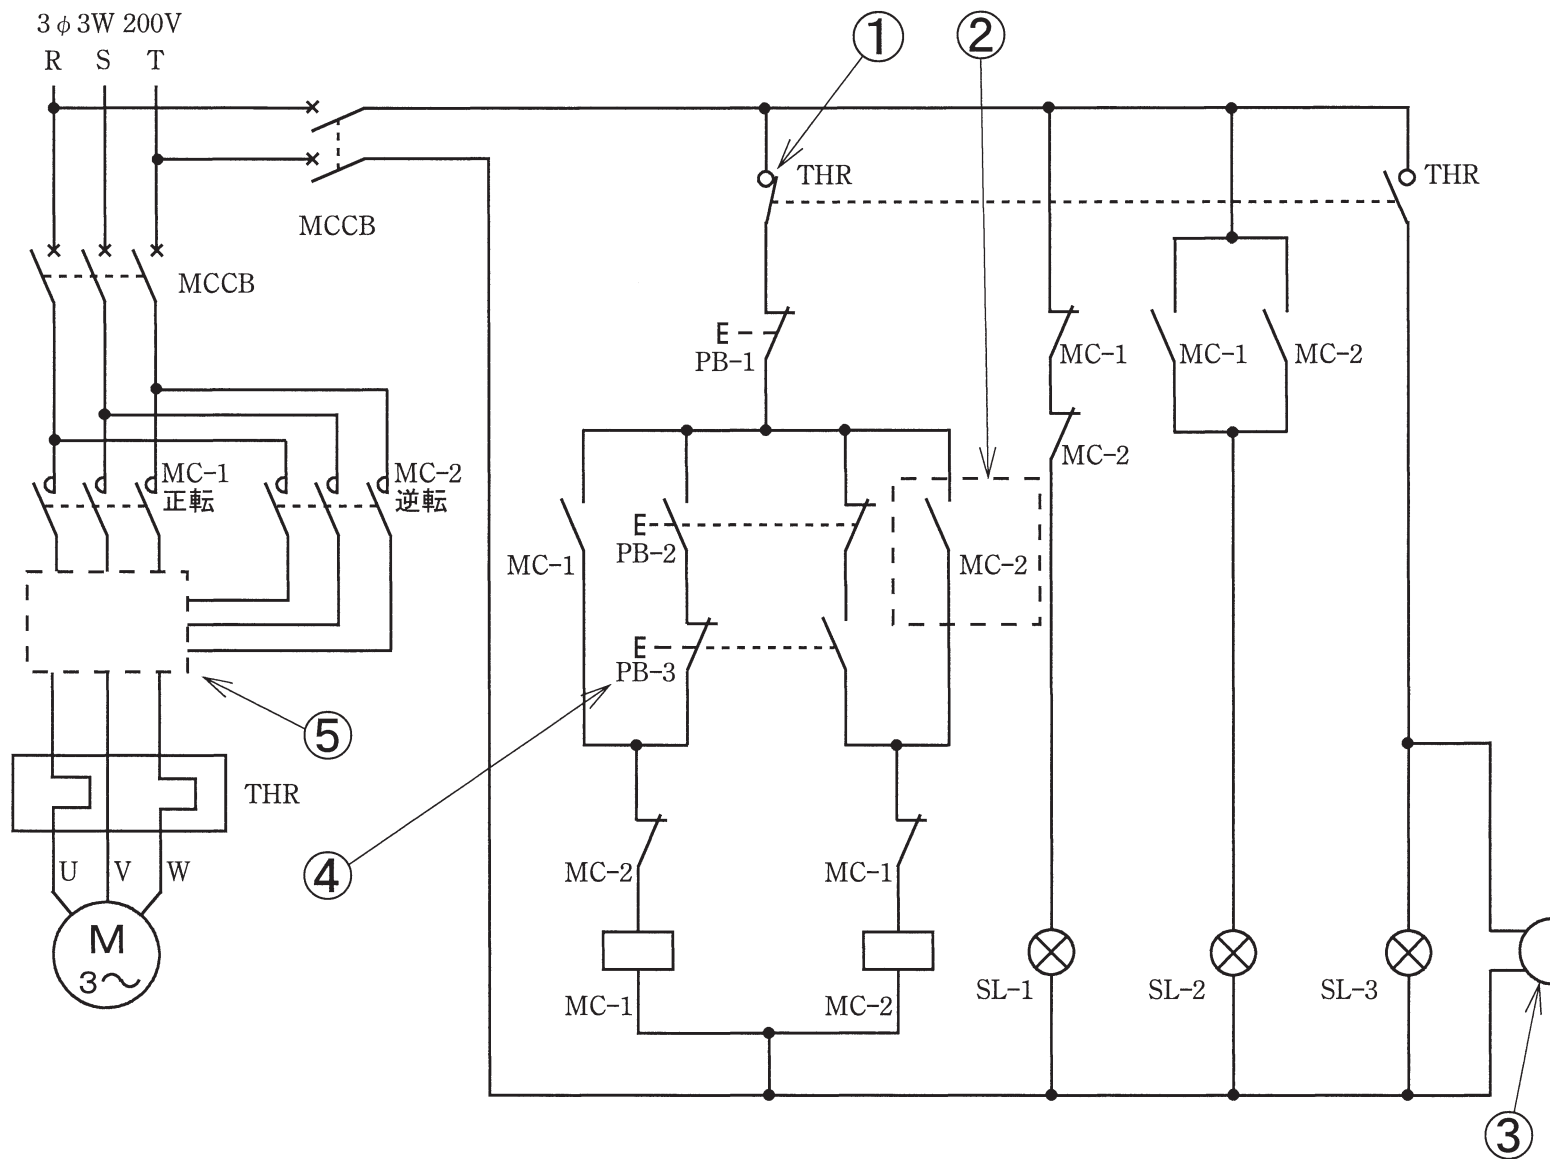 3φ3W 200V
R S T
① ②
THR THR
MCCB
MCCB
PB-1
MC-1 MC-1 MC-2
MC-2
MC-1
正転
MC-2
逆転
MC-1 PB-2 MC-2
PB-3
⑤
④
THR
U V W
MC-2 MC-1
M
3~
MC-1 MC-2
SL-1 SL-2 SL-3
③